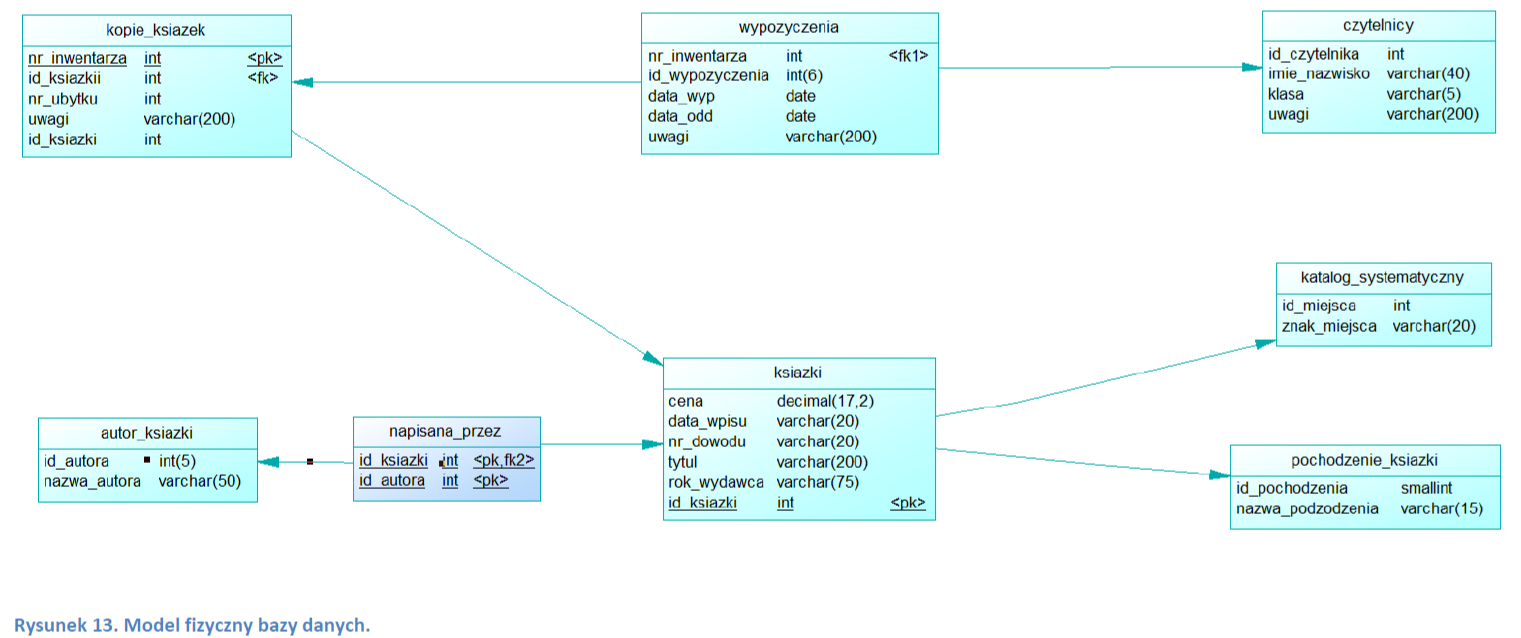 kopie_ksiazek
nr_inwentarza int <pk>
id_ksiazkii int <fk>
nr_ubytku int
uwagi varchar(200)
id_ksiazki int
wypozyczenia
nr_inwentarza int <fk1>
id_wypozyczenia int(6)
data_wyp date
data_odd date
uwagi varchar(200)
czytelnicy
id_czytelnika int
imie_nazwisko varchar(40)
klasa varchar(5)
uwagi varchar(200)
katalog_systematyczny
id_miejsca int
znak_miejsca varchar(20)
ksiazki
cena decimal(17,2)
data_wpisu varchar(20)
nr_dowodu varchar(20)
tytul varchar(200)
rok_wydawca varchar(75)
id_ksiazki int <pk>
autor_ksiazki
id_autora int(5)
nazwa_autora varchar(50)
napisana_przez
id_ksiazki int <pk,fk2>
id_autora int <pk>
pochodzenie_ksiazki
id_pochodzenia smallint
nazwa_podzodzenia varchar(15)
Rysunek 13. Model fizyczny bazy danych.